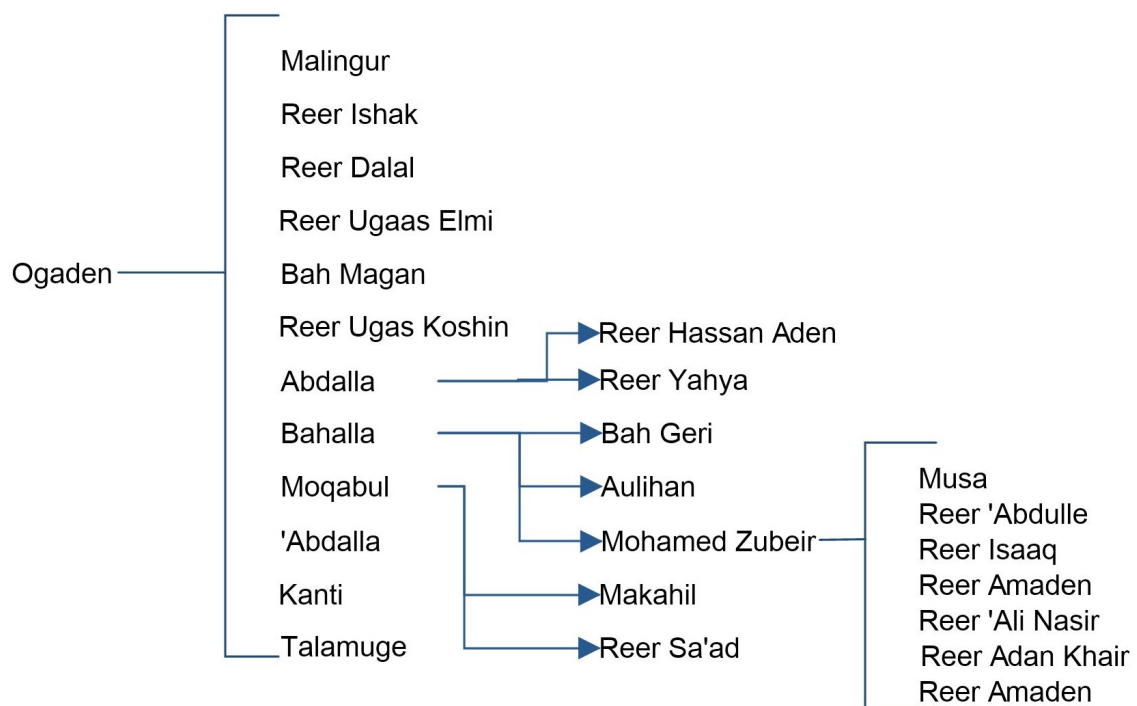 Ogaden
Malingur
Reer Ishak
Reer Dalal
Reer Ugaas Elmi
Bah Magan
Reer Ugas Koshin
Abdalla
Bahalla
Moqabul
'Abdalla
Kanti
Talamuge
Reer Hassan Aden
Reer Yahya
Bah Geri
Aulihan
Mohamed Zubeir
Makahil
Reer Sa'ad
Musa
Reer 'Abdulle
Reer Isaaq
Reer Amaden
Reer 'Ali Nasir
Reer Adan Khair
Reer Amaden